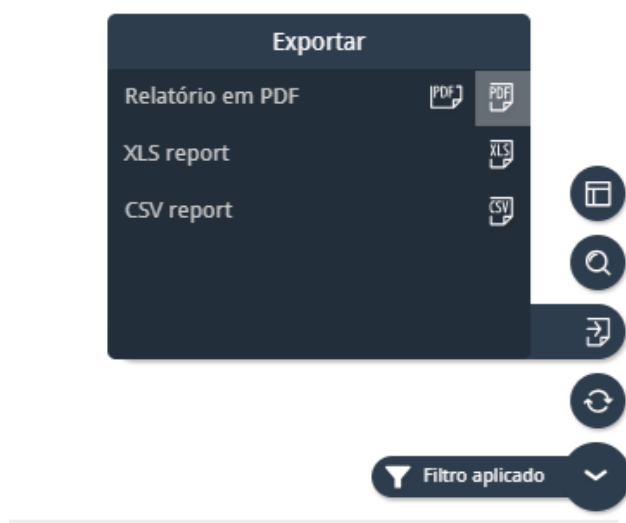 Exportar
Relatório em PDF PDF PDF
XLS report XLS
CSV report CSV
Filtro aplicado